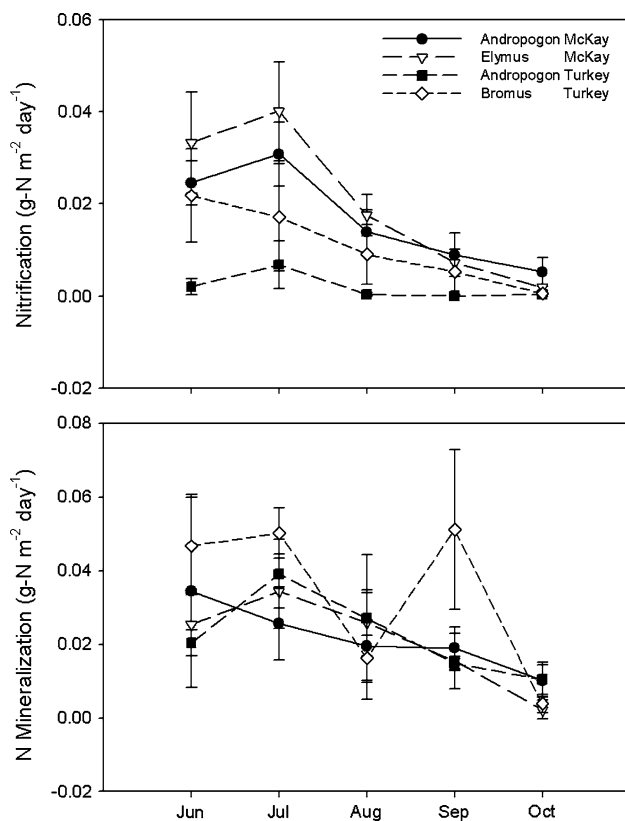 0.06
0.04
0.02
0.00
-0.02
Nitrification (g-N m⁻² day⁻¹)
Andropogon McKay
Elymus McKay
Andropogon Turkey
Bromus Turkey
0.08
0.06
0.04
0.02
0.00
-0.02
N Mineralization (g-N m⁻² day⁻¹)
Jun Jul Aug Sep Oct